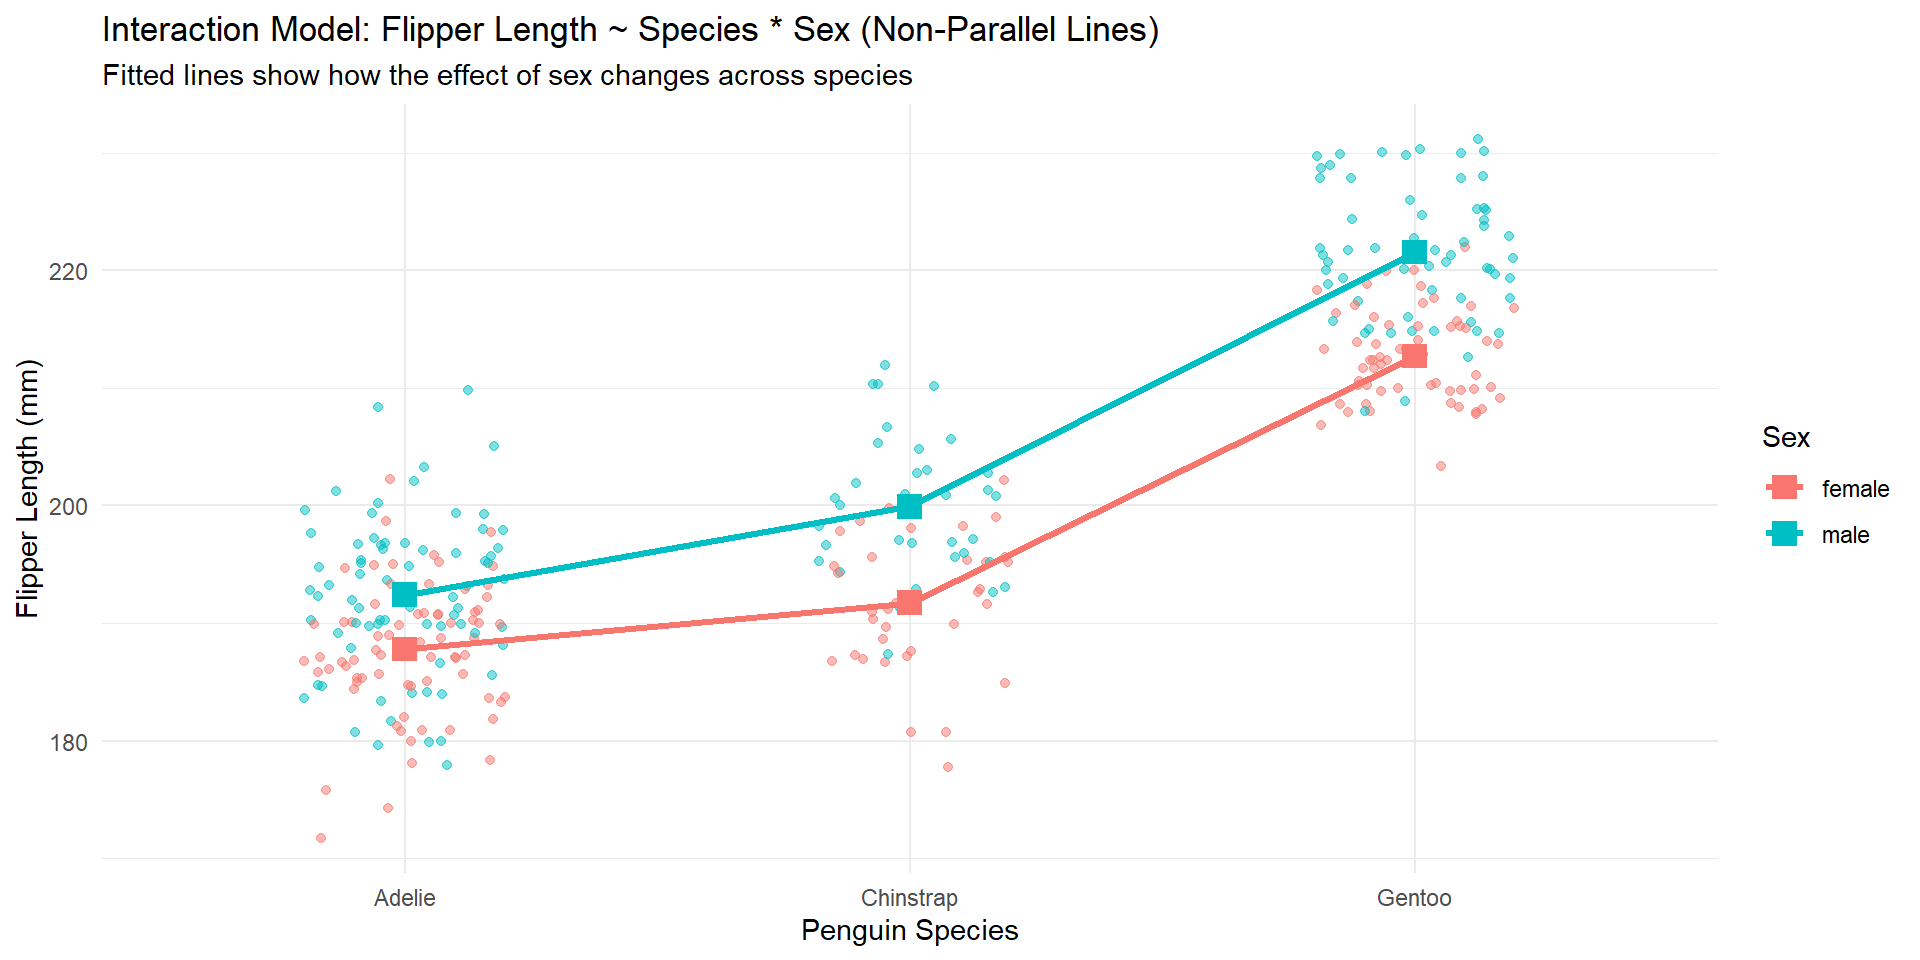 Interaction Model: Flipper Length ~ Species * Sex (Non-Parallel Lines)
Fitted lines show how the effect of sex changes across species
Flipper Length (mm)
220
200
180
Adelie
Chinstrap
Gentoo
Penguin Species
Sex
female
male